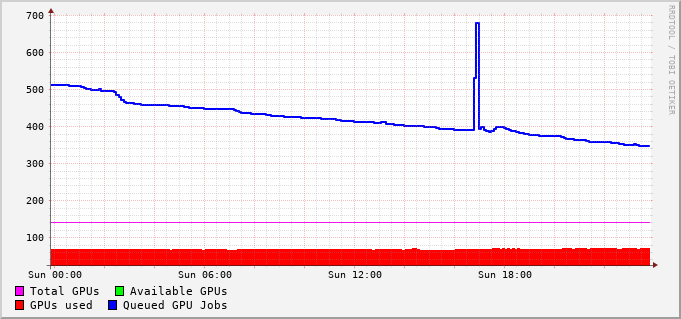 700
600
500
400
300
200
100
Sun 00:00 Sun 06:00 Sun 12:00 Sun 18:00
Total GPUs Available GPUs
GPUs used Queued GPU Jobs
RRDTOOL / TOBI OETIKER